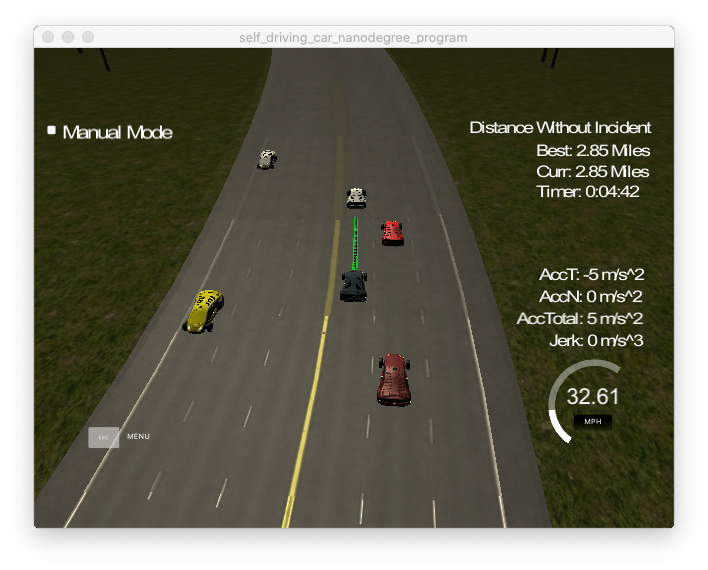 self_driving_car_nanodegree_program
Manual Mode
Distance Without Incident
Best: 2.85 Miles
Curr: 2.85 Miles
Timer: 0:04:42
AccT: -5 m/s^2
AccN: 0 m/s^2
AccTotal: 5 m/s^2
Jerk: 0 m/s^3
32.61
MPH
ESC MENU